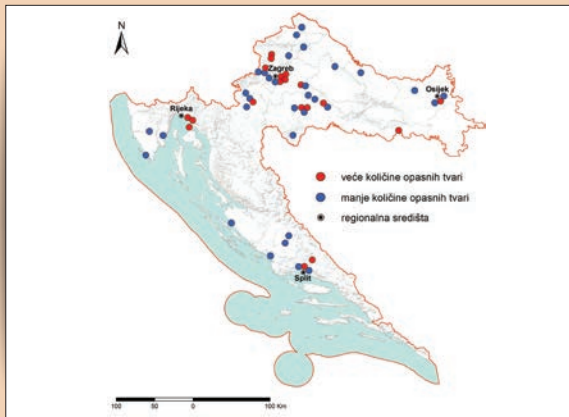 N
Zagreb
Osijek
Rijeka
veće količine opasnih tvari
manje količine opasnih tvari
regionalna središta
Split
100 50 0 100 Km